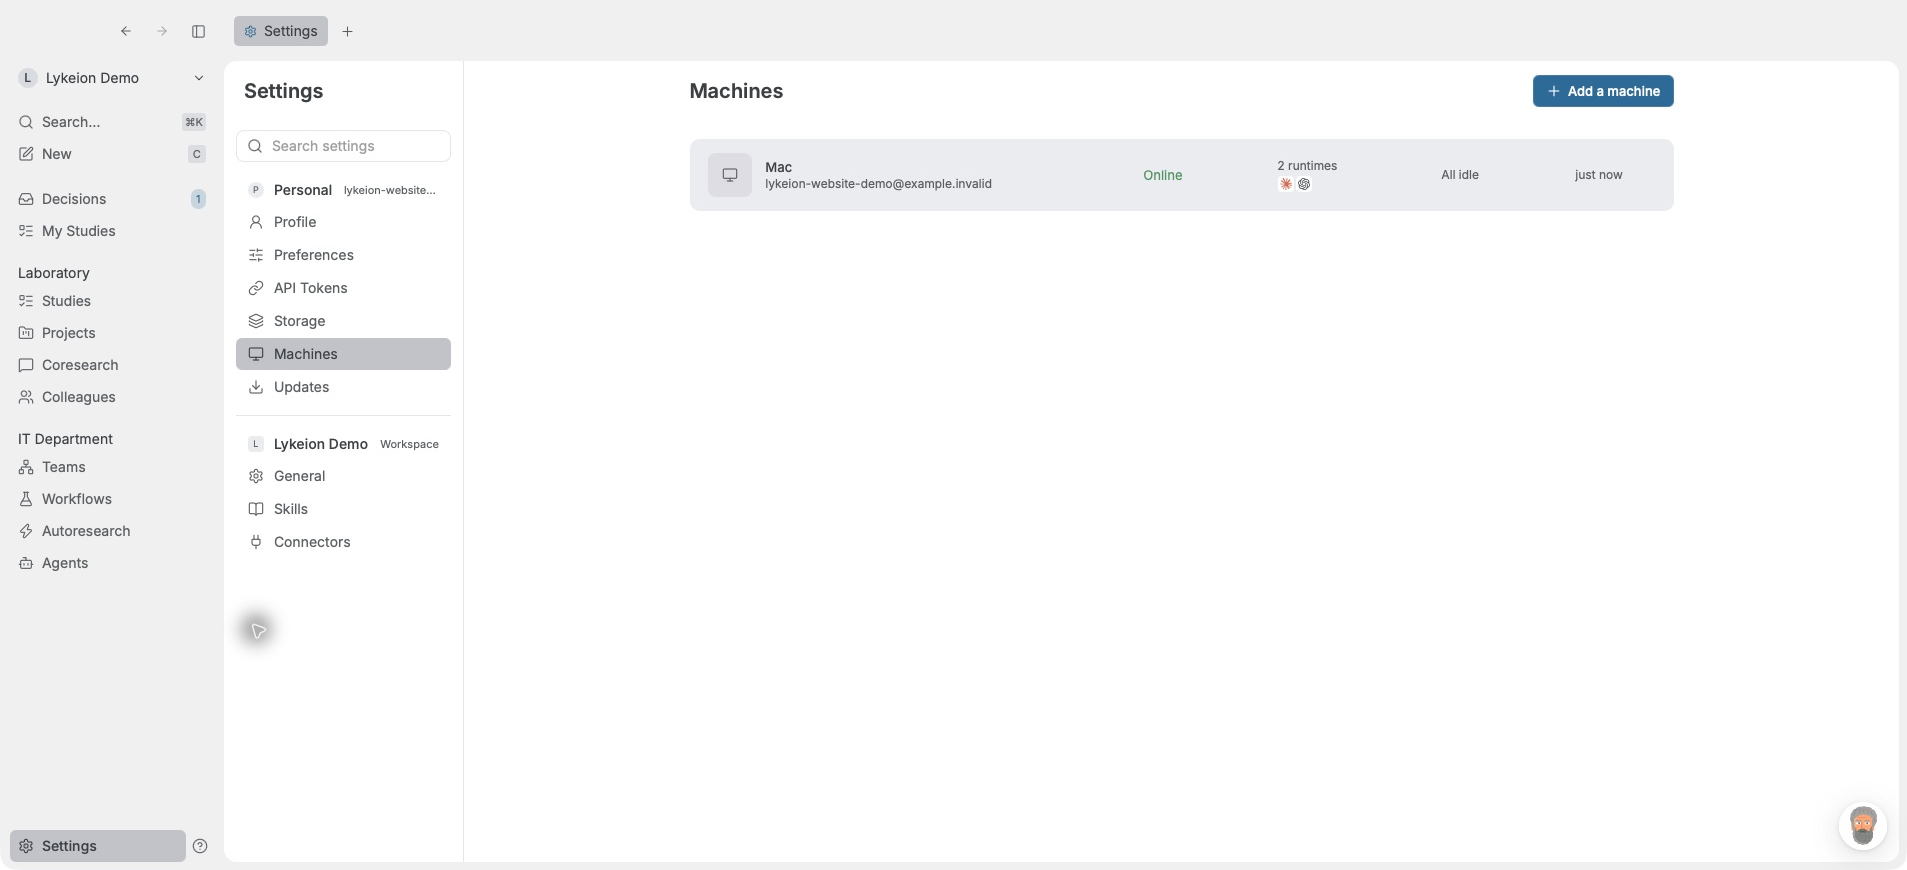 Settings
L Lykeion Demo
Search... ⌘K
New C
Decisions 1
My Studies
Laboratory
Studies
Projects
Coresearch
Colleagues
IT Department
Teams
Workflows
Autoresearch
Agents
Settings
Settings
Search settings
P Personal lykeion-website...
Profile
Preferences
API Tokens
Storage
Machines
Updates
L Lykeion Demo Workspace
General
Skills
Connectors
Machines
+ Add a machine
Mac
lykeion-website-demo@example.invalid
Online
2 runtimes
All idle
just now